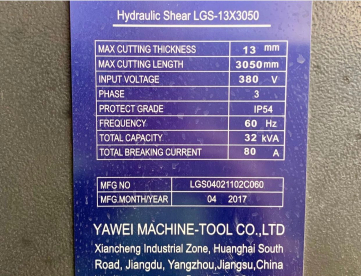 Hydraulic Shear LGS-13X3050
MAX CUTTING THICKNESS 13 mm
MAX CUTTING LENGTH 3050mm
INPUT VOLTAGE 380 V
PHASE 3
PROTECT GRADE IP54
FREQUENCY 60 Hz
TOTAL CAPACITY 32 kVA
TOTAL BREAKING CURRENT 80 A
MFG NO LGS04021102C060
MFG.MONTH/YEAR 04 2017
YAWEI MACHINE-TOOL CO.,LTD
Xiancheng Industrial Zone, Huanghai South
Road, Jiangdu, Yangzhou,Jiangsu,China